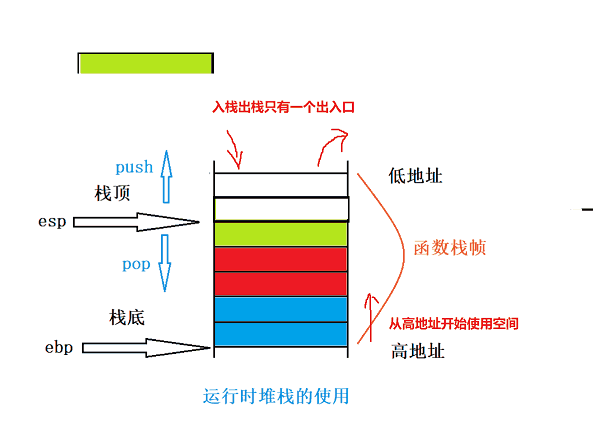 入栈出栈只有一个出入口
push
栈顶
低地址
esp
函数栈帧
pop
栈底
从高地址开始使用空间
ebp
高地址
运行时堆栈的使用